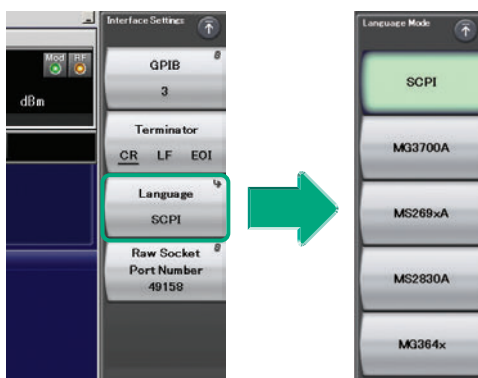 Interface Settings
Mod RF
dBm
GPIB
3
Terminator
CR LF EOI
Language
SCPI
Raw Socket
Port Number
49158
Language Mode
SCPI
MG3700A
MS269xA
MS2830A
MG364x